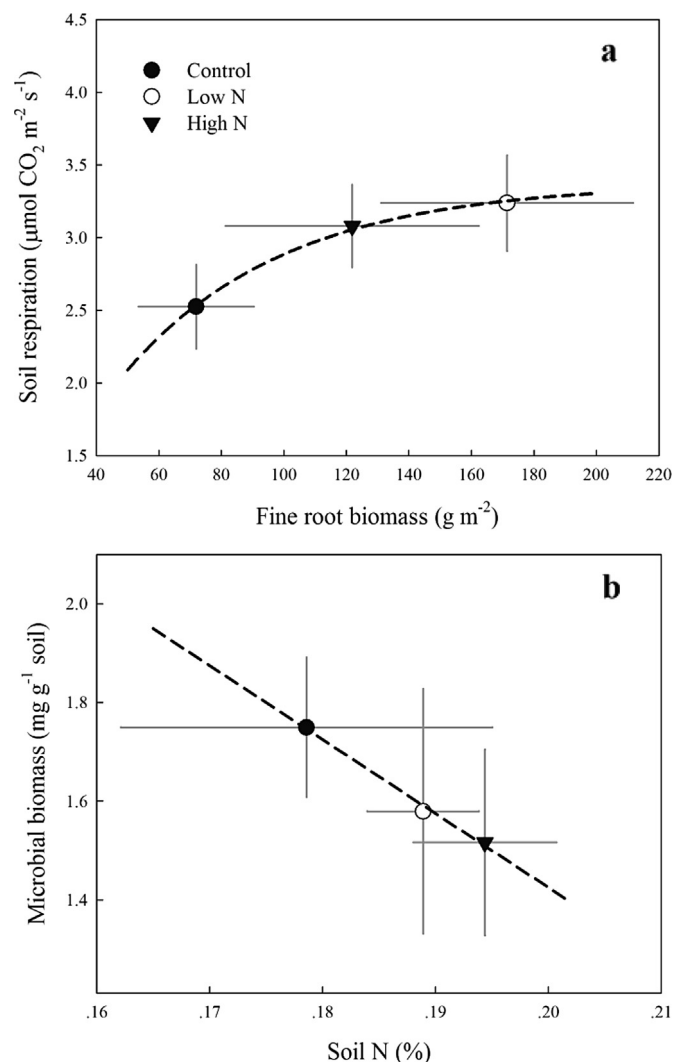 a
Control
Low N
High N
4.5
4.0
3.5
3.0
2.5
2.0
1.5
Soil respiration (μmol CO₂ m⁻² s⁻¹)
40 60 80 100 120 140 160 180 200 220
Fine root biomass (g m⁻²)
b
2.0
1.8
1.6
1.4
Microbial biomass (mg g⁻¹ soil)
.16 .17 .18 .19 .20 .21
Soil N (%)